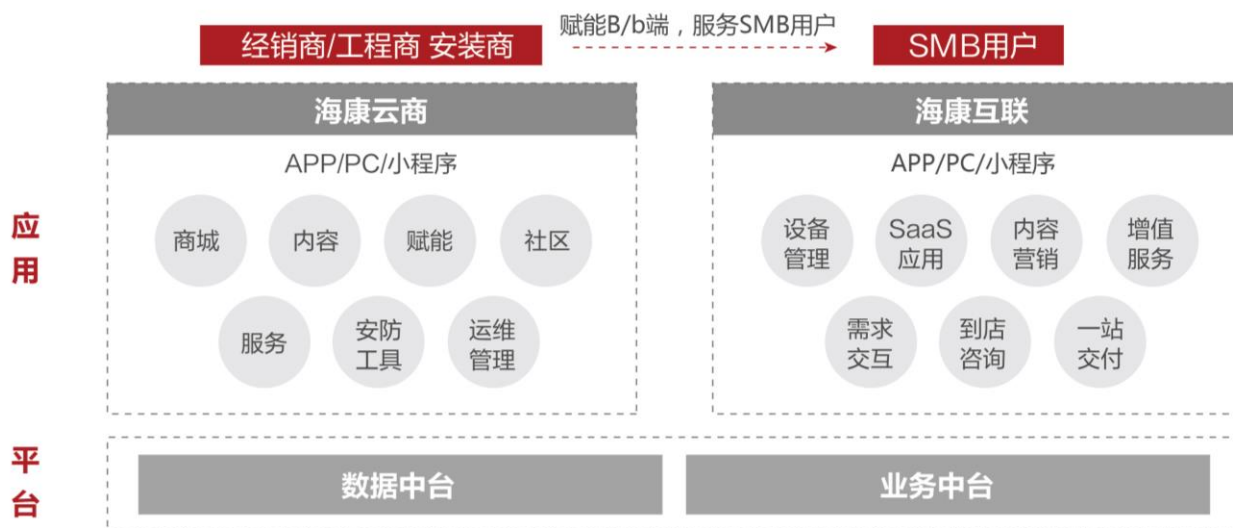 赋能B/b端，服务SMB用户
经销商/工程商 安装商
SMB用户
海康云商
海康互联
APP/PC/小程序
APP/PC/小程序
应
用
商城
内容
赋能
社区
服务
安防
工具
运维
管理
设备
管理
SaaS
应用
内容
营销
增值
服务
需求
交互
到店
咨询
一站
交付
平
台
数据中台
业务中台